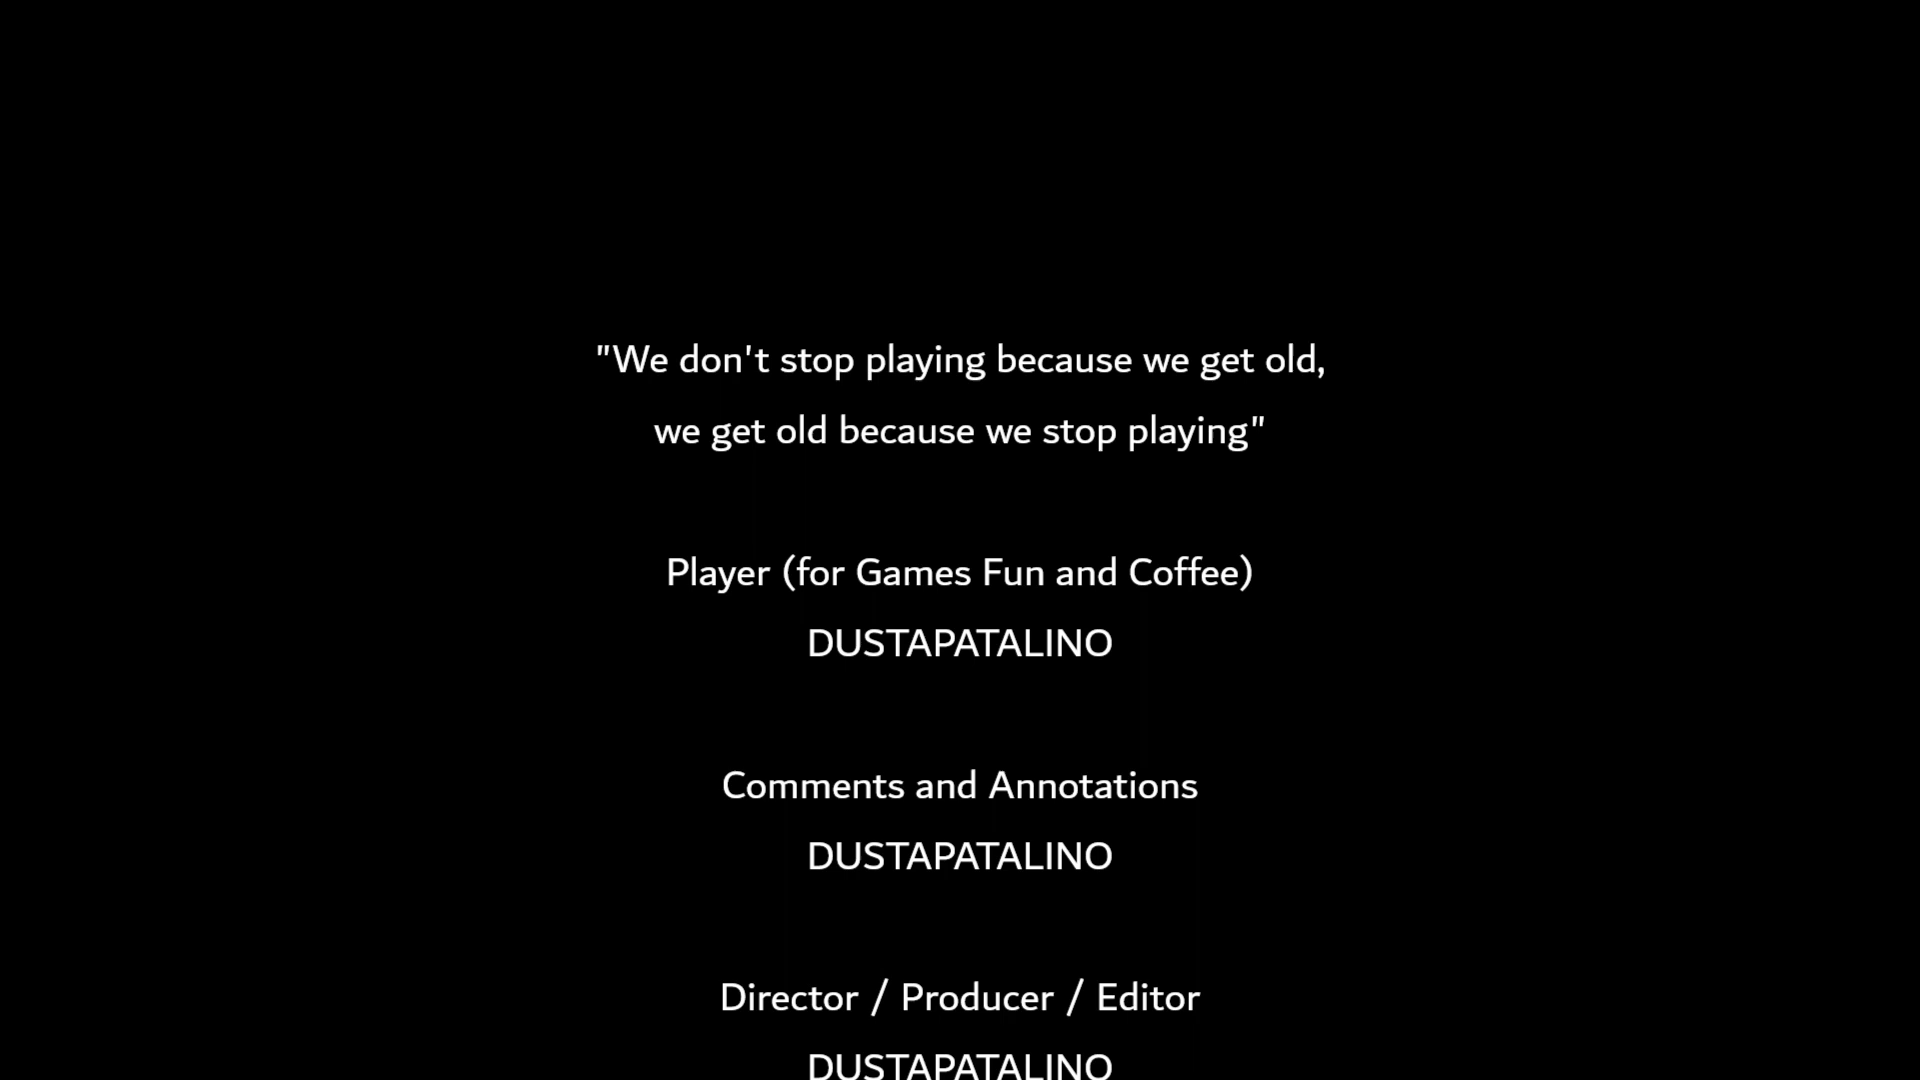 "We don't stop playing because we get old,
we get old because we stop playing"
Player (for Games Fun and Coffee)
DUSTAPATALINO
Comments and Annotations
DUSTAPATALINO
Director / Producer / Editor
DUSTAPATALINO